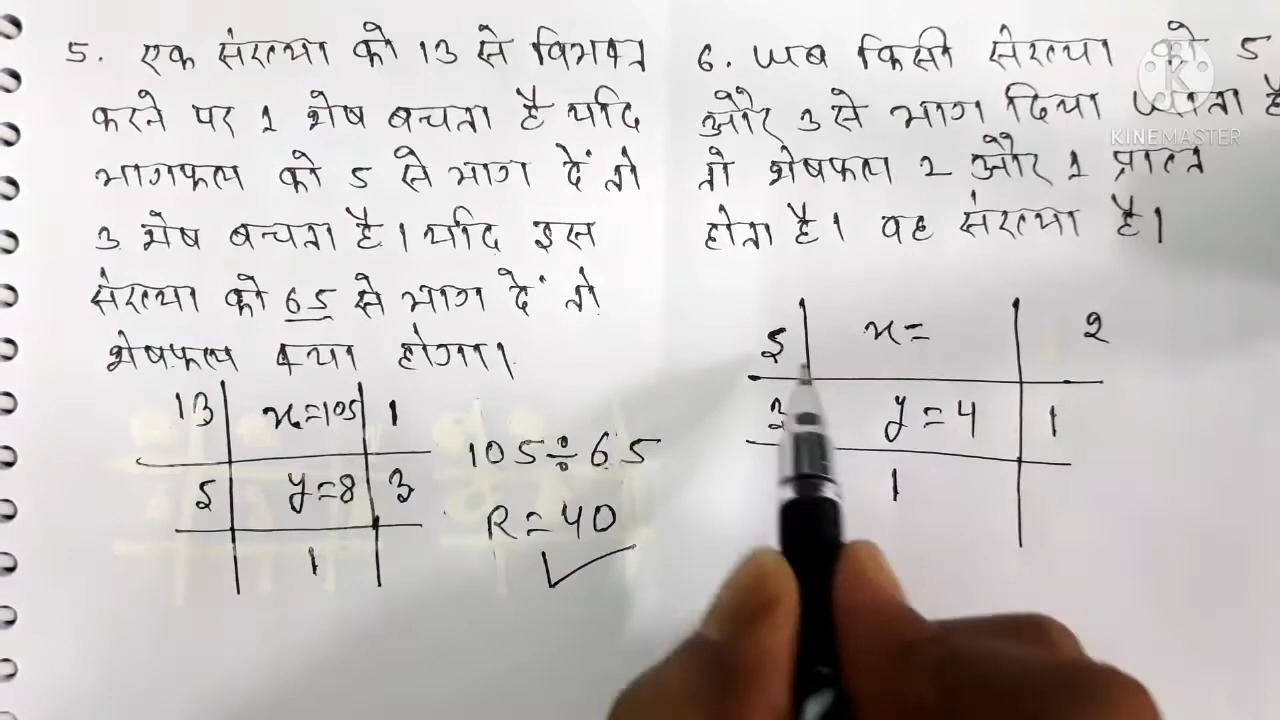 5. एक संख्या को 13 से विभक्त
करने पर 1 शेष बचता है यदि
भागफल को 5 से भाग दें तो
3 शेष बचता है। यदि इस
संख्या को 65 से भाग दें तो
शेषफल क्या होगा।
13 x=105 1
5 y=8 3
1
105÷65
R=40
6. जब किसी संख्या को 5
और 3 से भाग दिया जाता है
तो शेषफल 2 और 1 प्राप्त
होता है। वह संख्या है।
5 x= 2
3 y=4 1
1
K
KINEMASTER